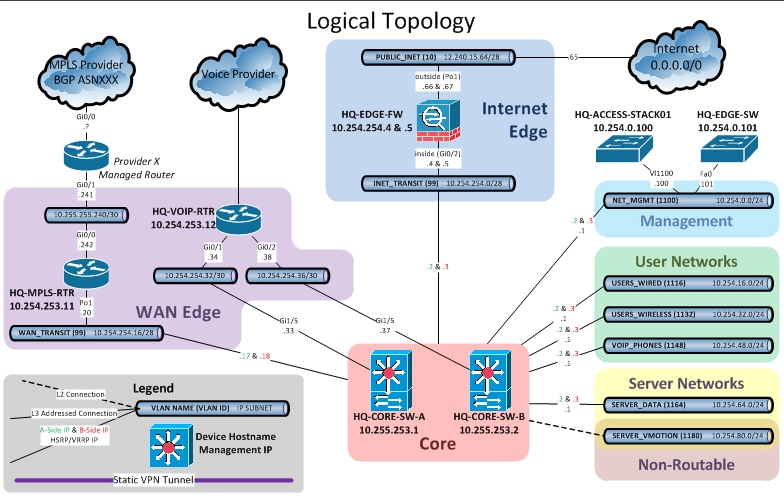 Logical Topology
MPLS Provider
BGP ASNXXX
Gi0/0
.?
Provider X
Managed Router
Gi0/1
.241
10.255.255.240/30
Gi0/0
.242
HQ-MPLS-RTR
10.254.253.11
Po1
.20
WAN_TRANSIT (99) 10.254.254.16/28
WAN Edge
Voice Provider
HQ-VOIP-RTR
10.254.253.12
Gi0/1
.34
Gi0/2
.38
10.254.254.32/30
10.254.254.36/30
Gi1/5
.33
Gi1/5
.37
.17 & .18
PUBLIC_INET (10) 12.240.15.64/28
.65
Internet
0.0.0.0/0
outside (Po1)
.66 & .67
HQ-EDGE-FW
10.254.254.4 & .5
Internet
Edge
inside (Gi0/2)
.4 & .5
INET_TRANSIT (99) 10.254.254.0/28
.2 & .3
HQ-ACCESS-STACK01
10.254.0.100
HQ-EDGE-SW
10.254.0.101
Vl1100
.100
Fa0
.101
NET_MGMT (1100) 10.254.0.0/24
Management
.2 & .3
.1
User Networks
USERS_WIRED (1116) 10.254.16.0/24
.2 & .3
.1
USERS_WIRELESS (1132) 10.254.32.0/24
.2 & .3
.1
VOIP_PHONES (1148) 10.254.48.0/24
.2 & .3
.1
Server Networks
SERVER_DATA (1164) 10.254.64.0/24
.2 & .3
.1
SERVER_VMOTION (1180) 10.254.80.0/24
Non-Routable
HQ-CORE-SW-A
10.255.253.1
HQ-CORE-SW-B
10.255.253.2
Core
Legend
L2 Connection
L3 Addressed Connection
A-Side IP & B-Side IP
HSRP/VRRP IP
VLAN NAME (VLAN ID) IP SUBNET
Device Hostname
Management IP
Static VPN Tunnel